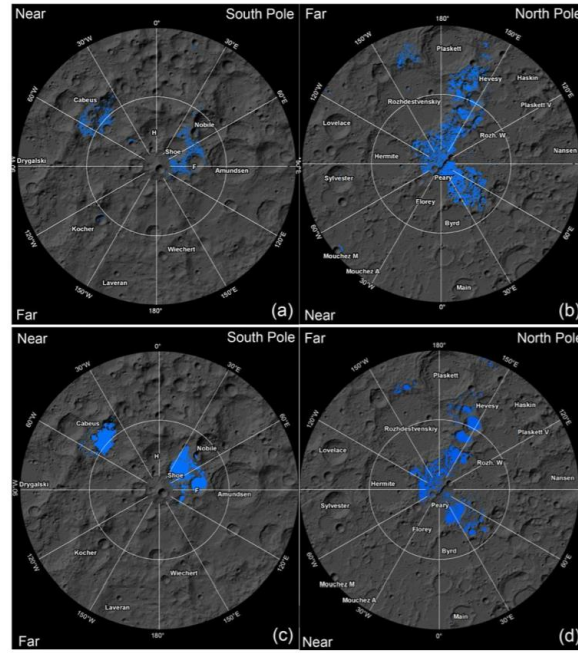 Near 0° South Pole
30°W 30°E
60°W 60°E
Cabeus
Nobile
H
Shoe
F
Drygalski
Amundsen
Kocher
Wiechert
120°W 120°E
Laveran
150°W 150°E
Far 180° (a)
Far 180° North Pole
150°E
Plaskett
Hevesy
Haskin
120°W
Rozhdestvenskiy
Plaskett V
Lovelace
Rozh. W
Nansen
Hermite
Sylvester
Peary
Florey
Byrd
60°W 60°E
Mouchez M
Mouchez A
30°W
Main
30°E
Near 0° (b)
Near 0° South Pole
30°W 30°E
60°W 60°E
Cabeus
Nobile
H
Shoe
F
Drygalski
90°W
Amundsen
Kocher
Wiechert
120°W 120°E
Laveran
150°W 150°E
Far 180° (c)
Far 180° North Pole
150°E
Plaskett
Hevesy
Haskin
120°W
Rozhdestvenskiy
Plaskett V
Lovelace
Rozh. W
Nansen
Hermite
Sylvester
Peary
Florey
Byrd
60°W 60°E
Mouchez M
Mouchez A
30°W
Main
30°E
Near 0° (d)